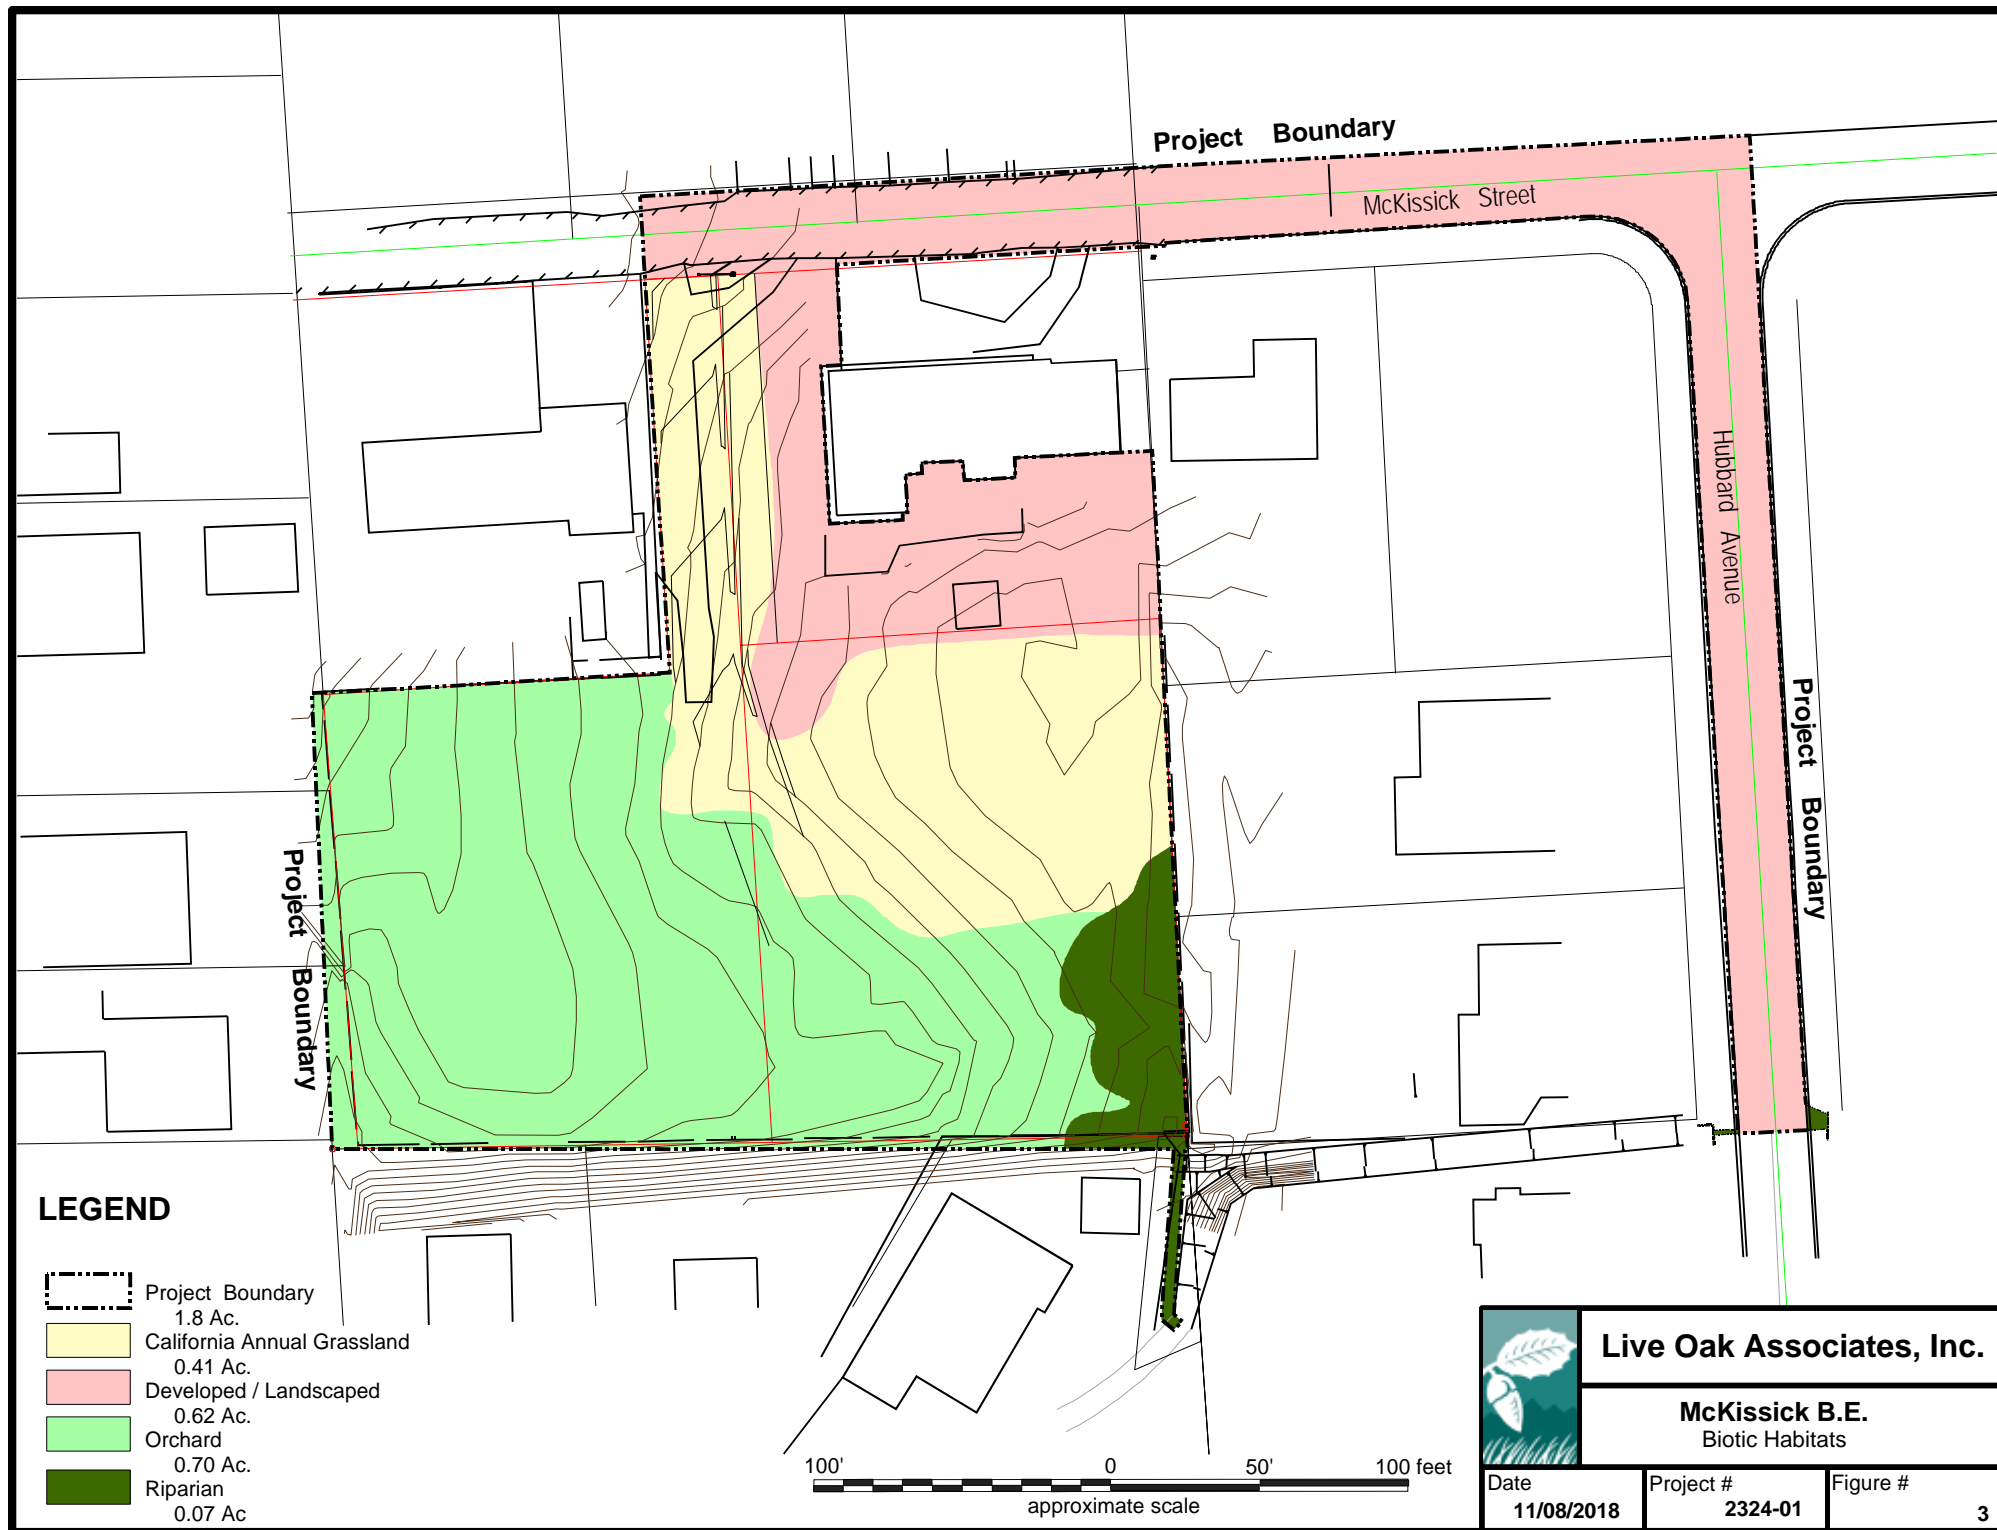 Project Boundary
McKissick Street
Hubbard Avenue
Project Boundary
Project Boundary
LEGEND
Project Boundary
1.8 Ac.
California Annual Grassland
0.41 Ac.
Developed / Landscaped
0.62 Ac.
Orchard
0.70 Ac.
Riparian
0.07 Ac
100' 0 50' 100 feet
approximate scale
Live Oak Associates, Inc.
McKissick B.E.
Biotic Habitats
Date
11/08/2018
Project #
2324-01
Figure #
3